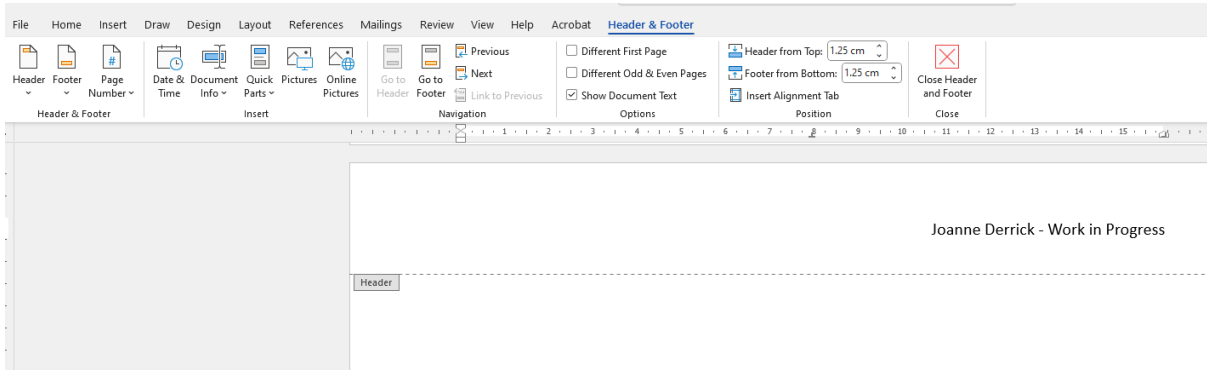 File Home Insert Draw Design Layout References Mailings Review View Help Acrobat Header & Footer
Header Footer Page Number
Date & Time Document Info Quick Parts Pictures Online Pictures
Go to Header Go to Footer
Previous
Next
Link to Previous
Different First Page
Different Odd & Even Pages
Show Document Text
Header from Top: 1.25 cm
Footer from Bottom: 1.25 cm
Insert Alignment Tab
Close Header and Footer
Header & Footer Insert Navigation Options Position Close
1 2 3 4 5 6 7 8 9 10 11 12 13 14 15
Joanne Derrick - Work in Progress
Header